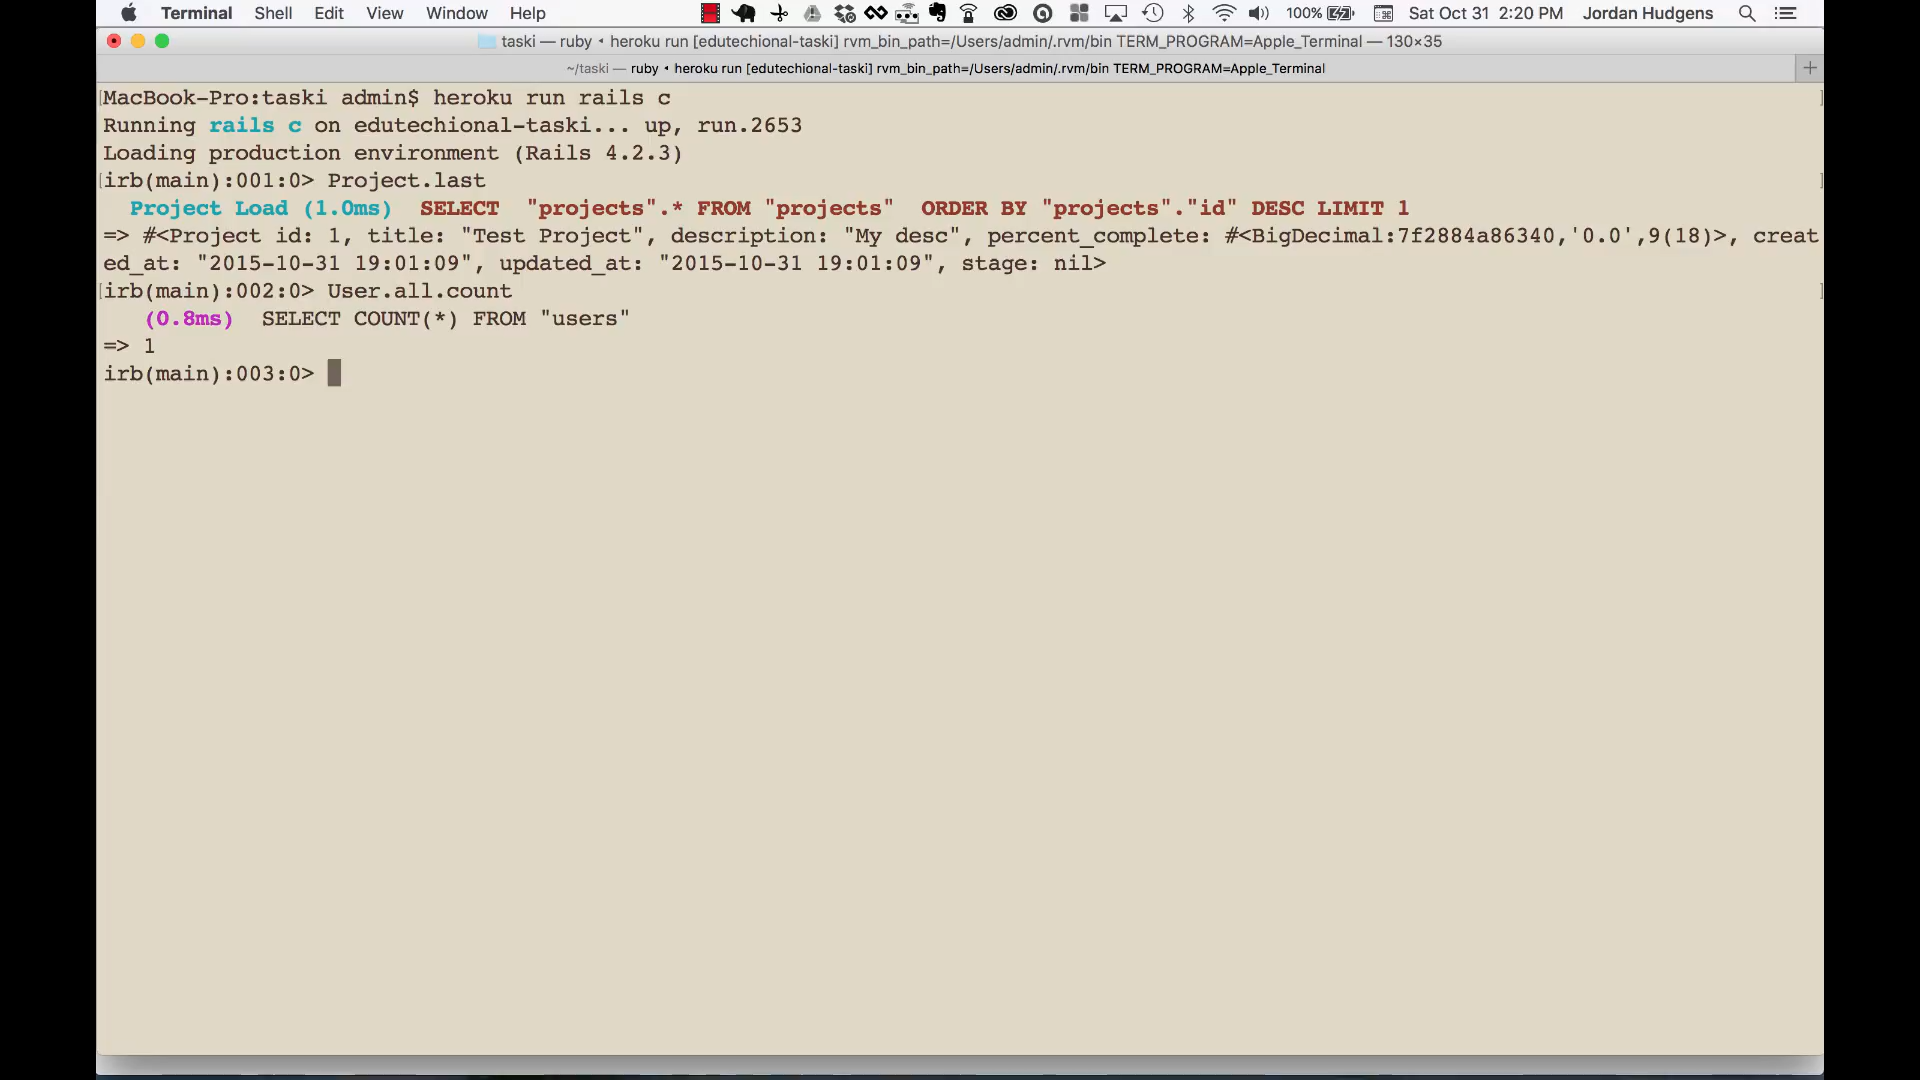 Terminal Shell Edit View Window Help 100% Sat Oct 31 2:20 PM Jordan Hudgens
taski — ruby ‹ heroku run [edutechional-taski] rvm_bin_path=/Users/admin/.rvm/bin TERM_PROGRAM=Apple_Terminal — 130×35
~/taski — ruby ‹ heroku run [edutechional-taski] rvm_bin_path=/Users/admin/.rvm/bin TERM_PROGRAM=Apple_Terminal
[MacBook-Pro:taski admin$ heroku run rails c ]
Running rails c on edutechional-taski... up, run.2653
Loading production environment (Rails 4.2.3)
[irb(main):001:0> Project.last ]
Project Load (1.0ms)  SELECT  "projects".* FROM "projects"  ORDER BY "projects"."id" DESC LIMIT 1
=> #<Project id: 1, title: "Test Project", description: "My desc", percent_complete: #<BigDecimal:7f2884a86340,'0.0',9(18)>, creat
ed_at: "2015-10-31 19:01:09", updated_at: "2015-10-31 19:01:09", stage: nil>
[irb(main):002:0> User.all.count ]
(0.8ms)  SELECT COUNT(*) FROM "users"
=> 1
irb(main):003:0>